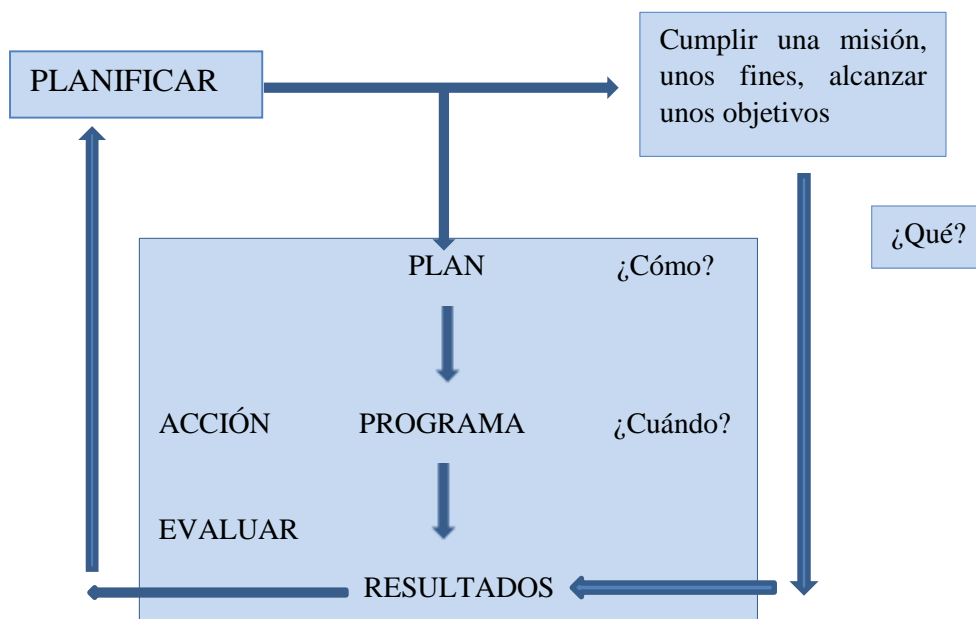 PLANIFICAR
Cumplir una misión,
unos fines, alcanzar
unos objetivos
¿Qué?
PLAN ¿Cómo?
ACCIÓN PROGRAMA ¿Cuándo?
EVALUAR
RESULTADOS